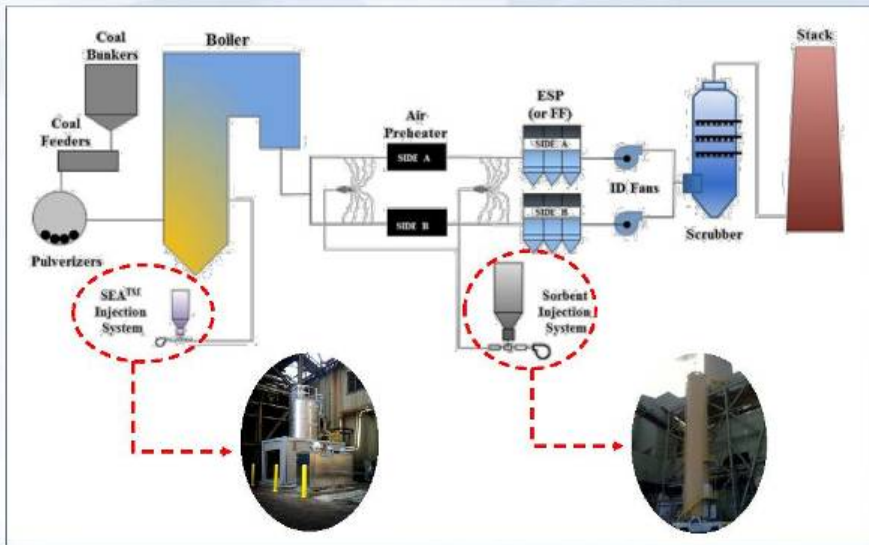 Coal
Bunkers
Boiler
Stack
Coal
Feeders
Air
Preheater
ESP
(or FF)
SIDE A
SIDE A
ID Fans
SIDE B
SIDE B
Pulverizers
Scrubber
SEA™
Injection
System
Sorbent
Injection
System